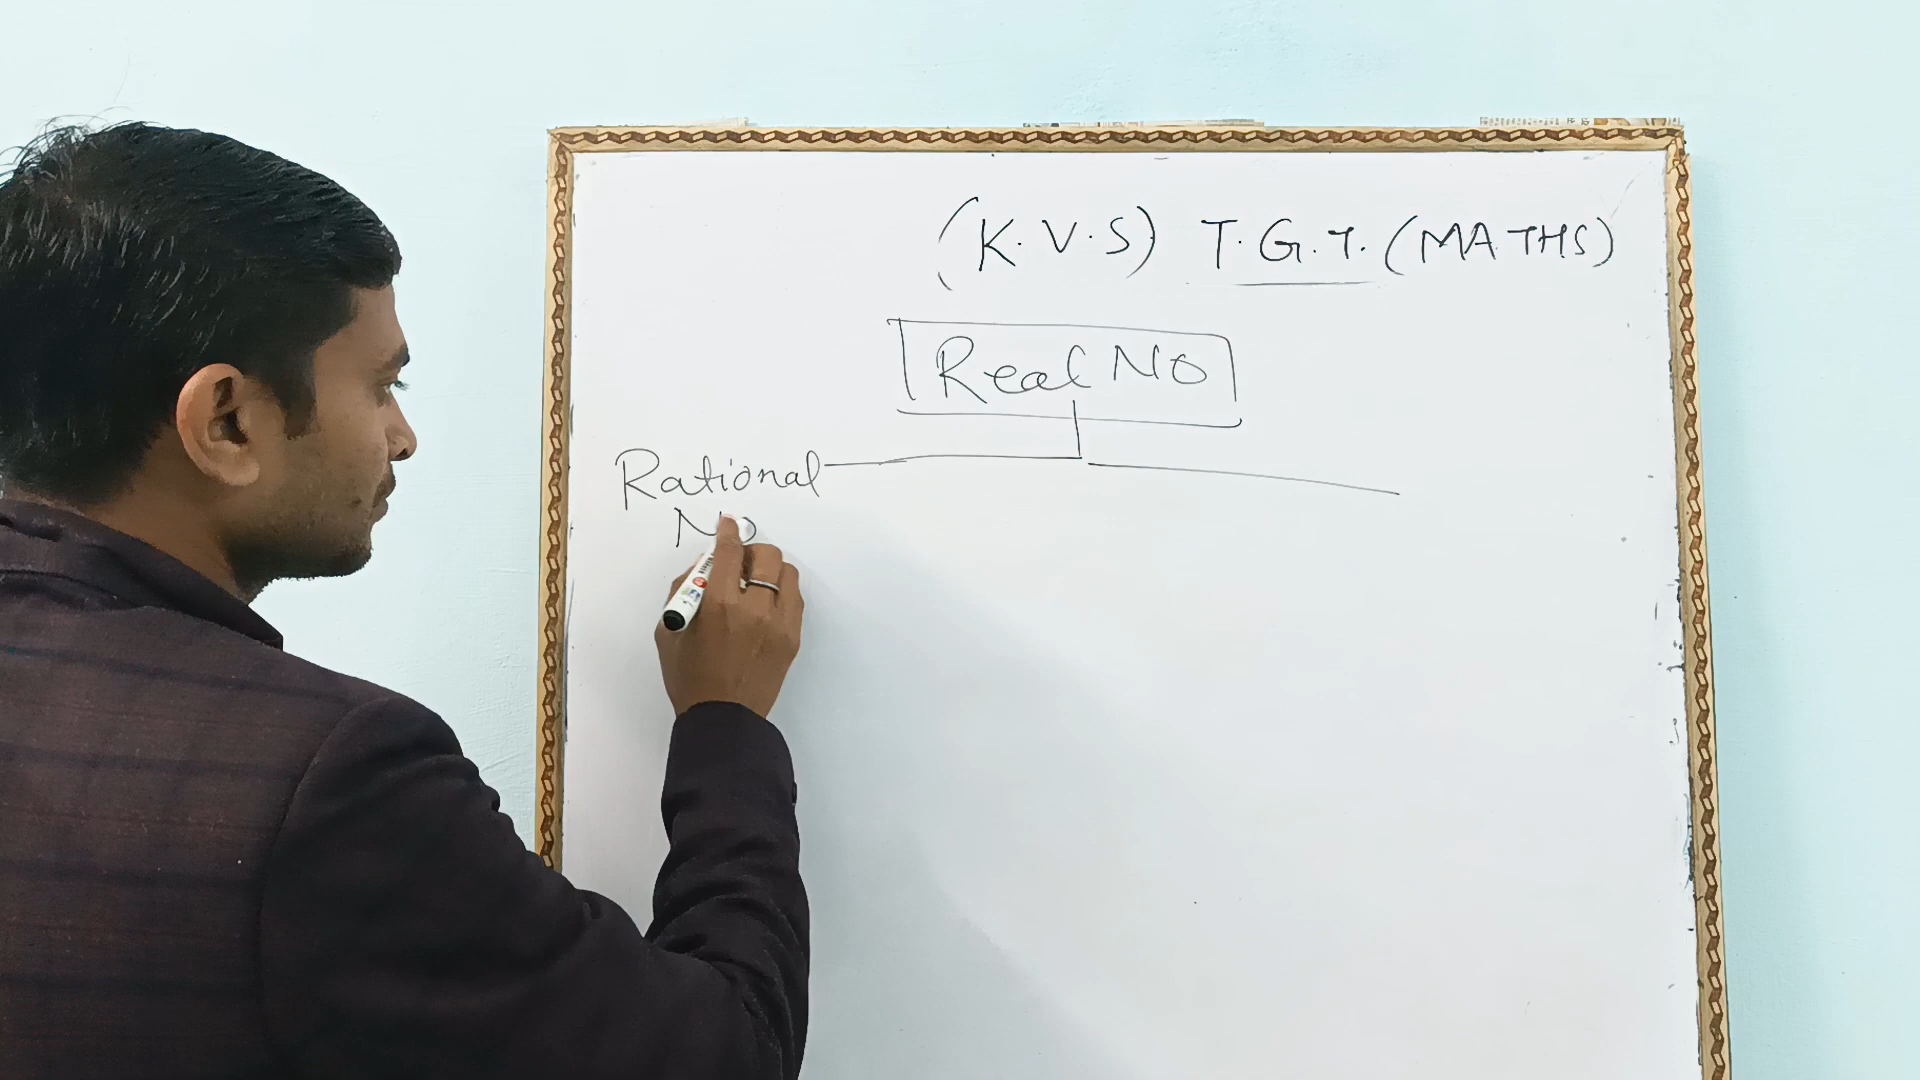 (K.V.S) T.G.T. (MATHS)
Real No
Rational
No